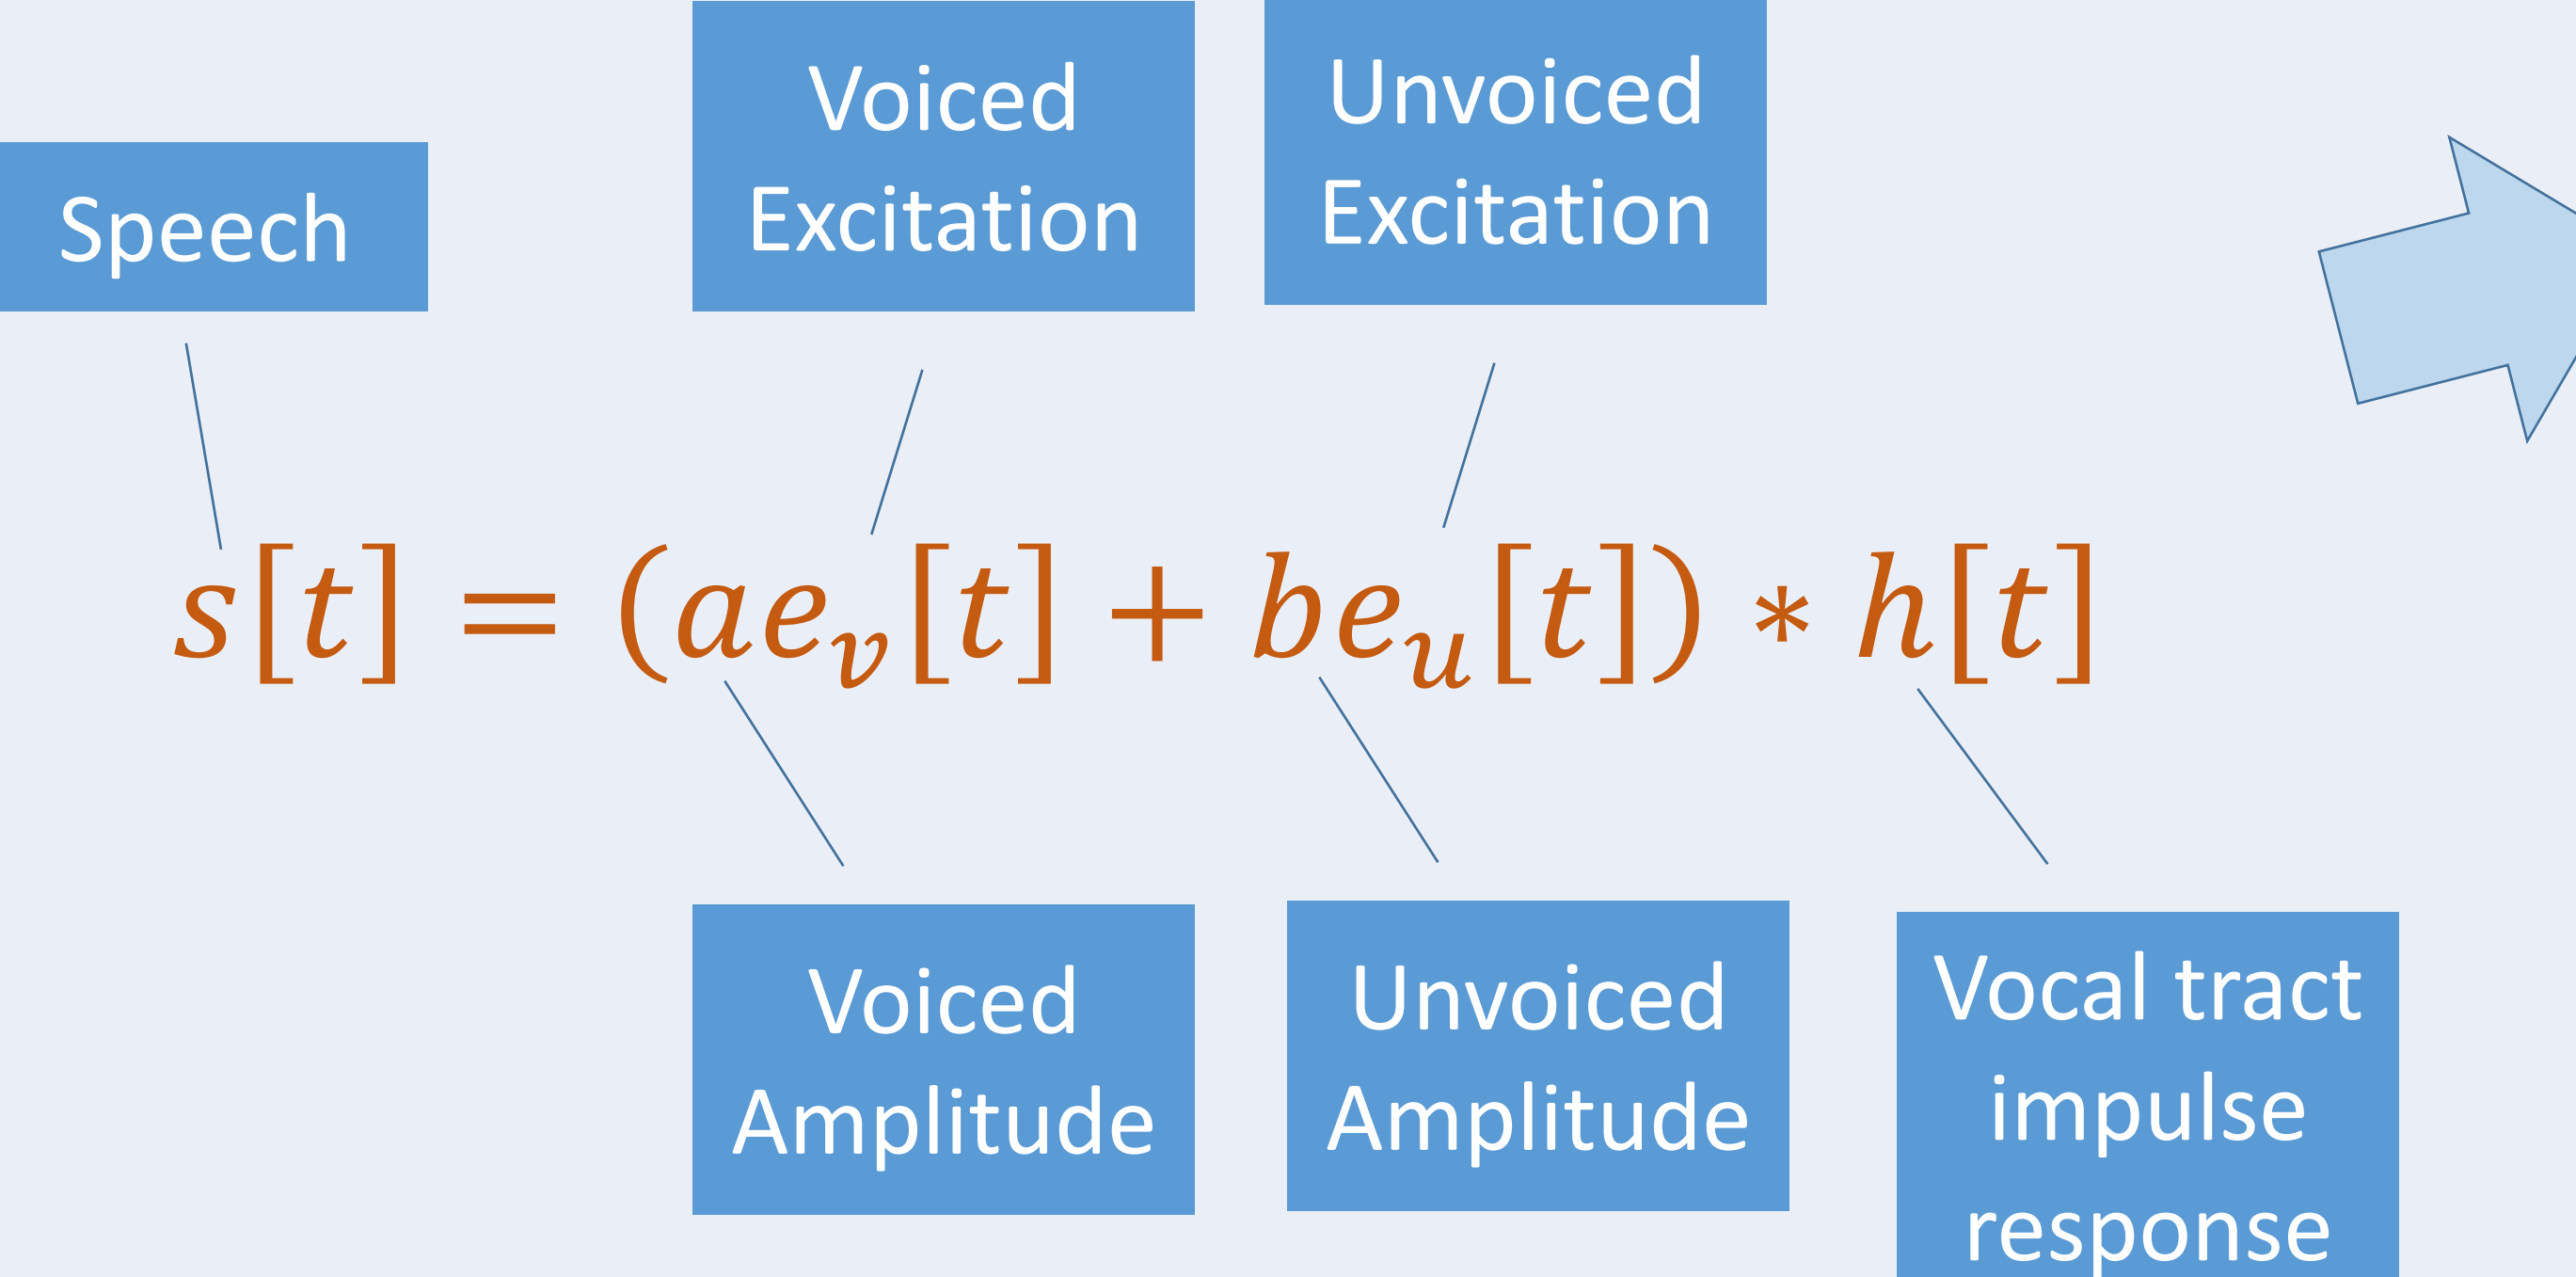 Speech
Voiced
Excitation
Unvoiced
Excitation
s[t] = (ae_v[t] + be_u[t]) * h[t]
Voiced
Amplitude
Unvoiced
Amplitude
Vocal tract
impulse
response